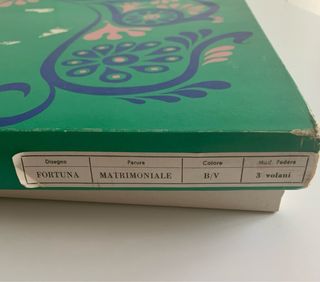 Disegno Parure Colore Mod. Federe
FORTUNA MATRIMONIALE B/V 3 volani